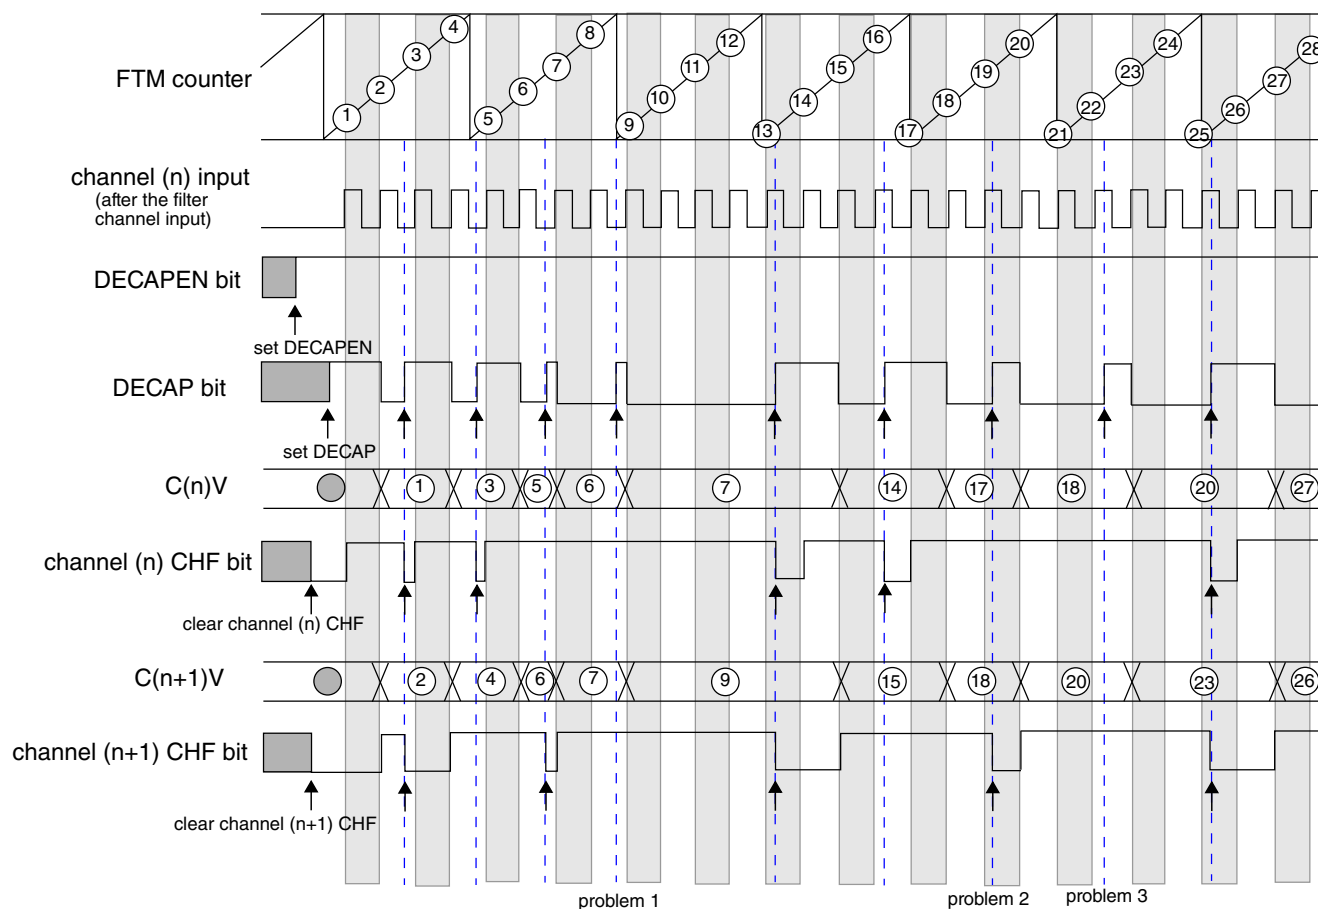 4 8 12 16 20 24 28
3 7 11 15 19 23 27
FTM counter
2 6 10 14 18 22 26
1 5 9 13 17 21 25
channel (n) input
(after the filter
channel input)
DECAPEN bit
set DECAPEN
DECAP bit
set DECAP
C(n)V 1 3 5 6 7 14 17 18 20 27
channel (n) CHF bit
clear channel (n) CHF
C(n+1)V 2 4 6 7 9 15 18 20 23 26
channel (n+1) CHF bit
clear channel (n+1) CHF
problem 1 problem 2 problem 3